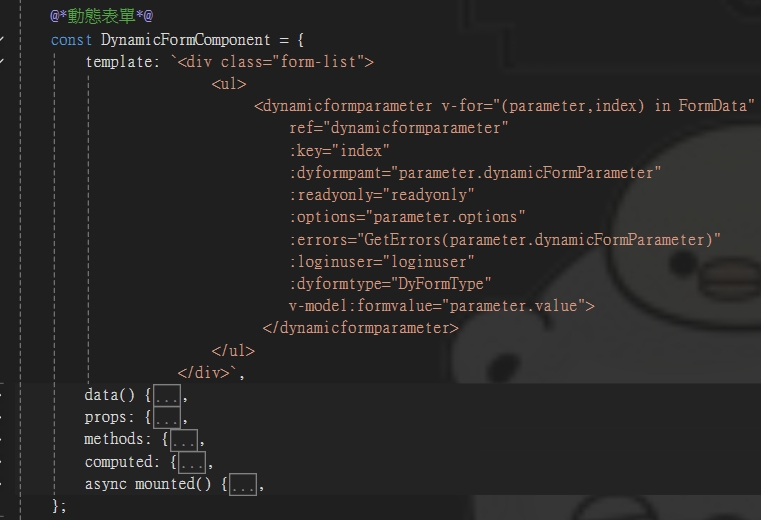 @*動態表單*@
const DynamicFormComponent = {
template: `<div class="form-list">
<ul>
<dynamicformparameter v-for="(parameter,index) in FormData"
ref="dynamicformparameter"
:key="index"
:dyformpamt="parameter.dynamicFormParameter"
:readyonly="readyonly"
:options="parameter.options"
:errors="GetErrors(parameter.dynamicFormParameter)"
:loginuser="loginuser"
:dyformtype="DyFormType"
v-model:formvalue="parameter.value">
</dynamicformparameter>
</ul>
</div>`,
data() {...},
props: {...},
methods: {...},
computed: {...},
async mounted() {...},
};